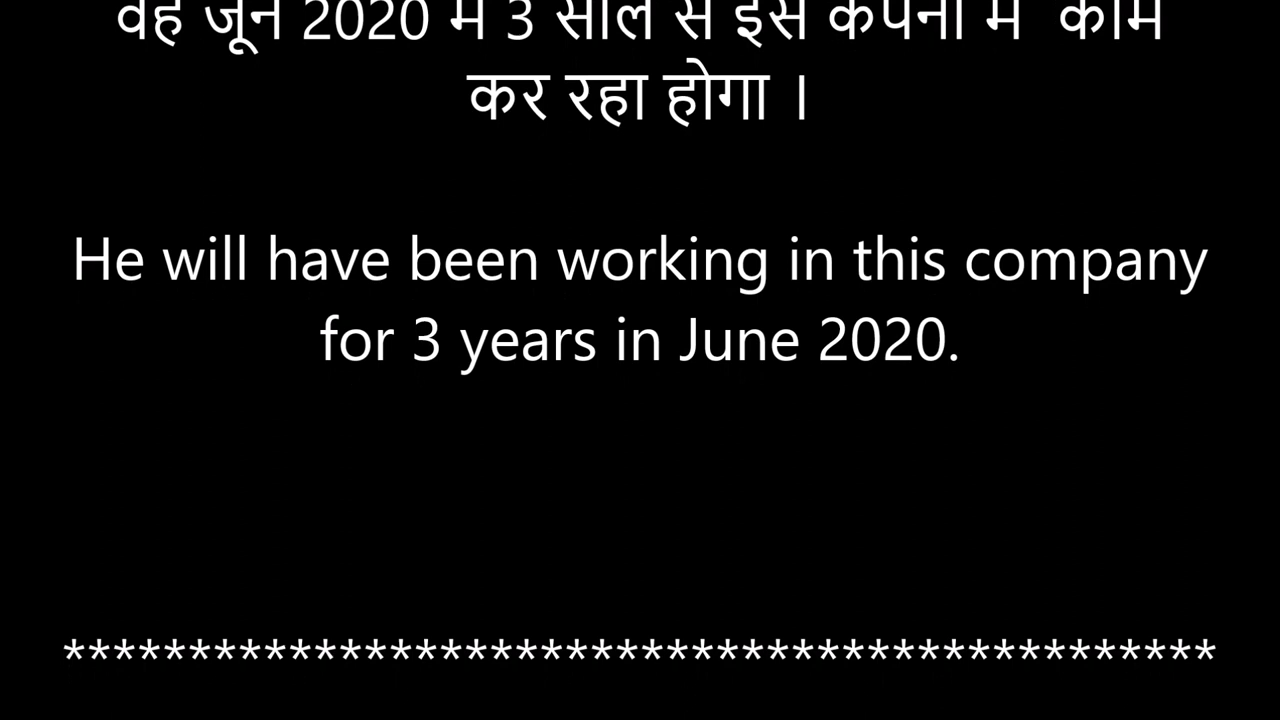 वह जून 2020 में 3 साल से इस कंपनी में काम
कर रहा होगा ।
He will have been working in this company
for 3 years in June 2020.
**********************************************